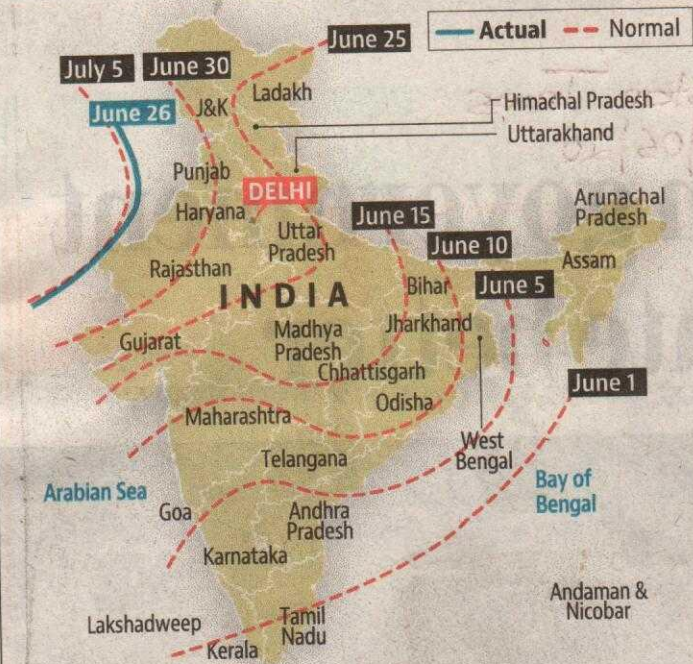 June 25
Actual
Normal
July 5
June 30
June 26
J&K
Ladakh
Himachal Pradesh
Uttarakhand
Punjab
DELHI
Haryana
Uttar
Pradesh
June 15
June 10
June 5
Arunachal
Pradesh
Assam
Rajasthan
INDIA
Bihar
Gujarat
Madhya
Pradesh
Jharkhand
Chhattisgarh
Odisha
June 1
Maharashtra
West
Bengal
Telangana
Arabian Sea
Bay of
Bengal
Goa
Andhra
Pradesh
Karnataka
Andaman &
Nicobar
Lakshadweep
Tamil
Nadu
Kerala